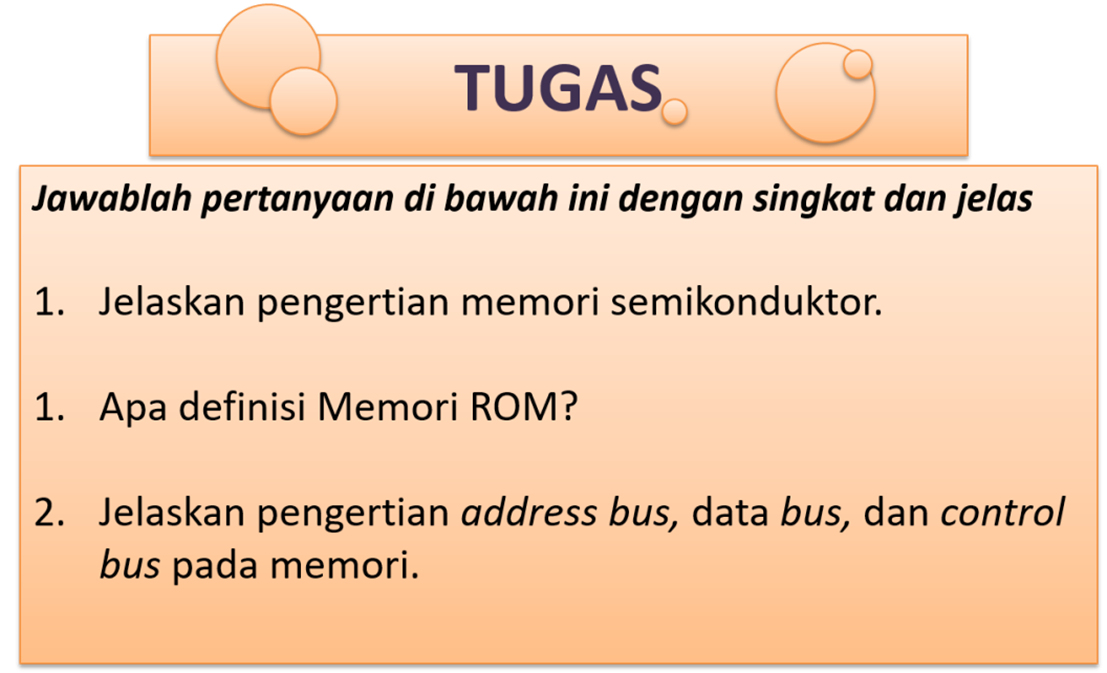 TUGAS
Jawablah pertanyaan di bawah ini dengan singkat dan jelas
1. Jelaskan pengertian memori semikonduktor.
1. Apa definisi Memori ROM?
2. Jelaskan pengertian address bus, data bus, dan control
bus pada memori.